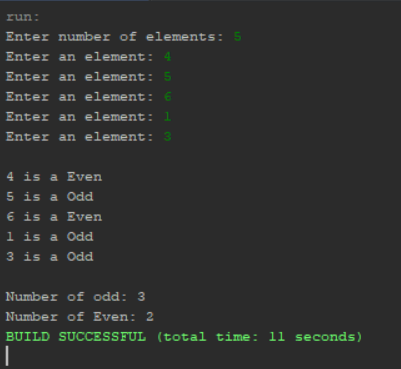 run:
Enter number of elements: 5
Enter an element: 4
Enter an element: 5
Enter an element: 6
Enter an element: 1
Enter an element: 3
4 is a Even
5 is a Odd
6 is a Even
1 is a Odd
3 is a Odd
Number of odd: 3
Number of Even: 2
BUILD SUCCESSFUL (total time: 11 seconds)